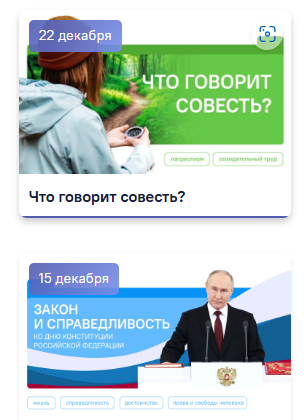 22 декабря
ЧТО ГОВОРИТ
СОВЕСТЬ?
патриотизм
созидательный труд
Что говорит совесть?
15 декабря
ЗАКОН
И СПРАВЕДЛИВОСТЬ
КО ДНЮ КОНСТИТУЦИИ
РОССИЙСКОЙ ФЕДЕРАЦИИ
жизнь
справедливость
достоинство
права и свободы человека